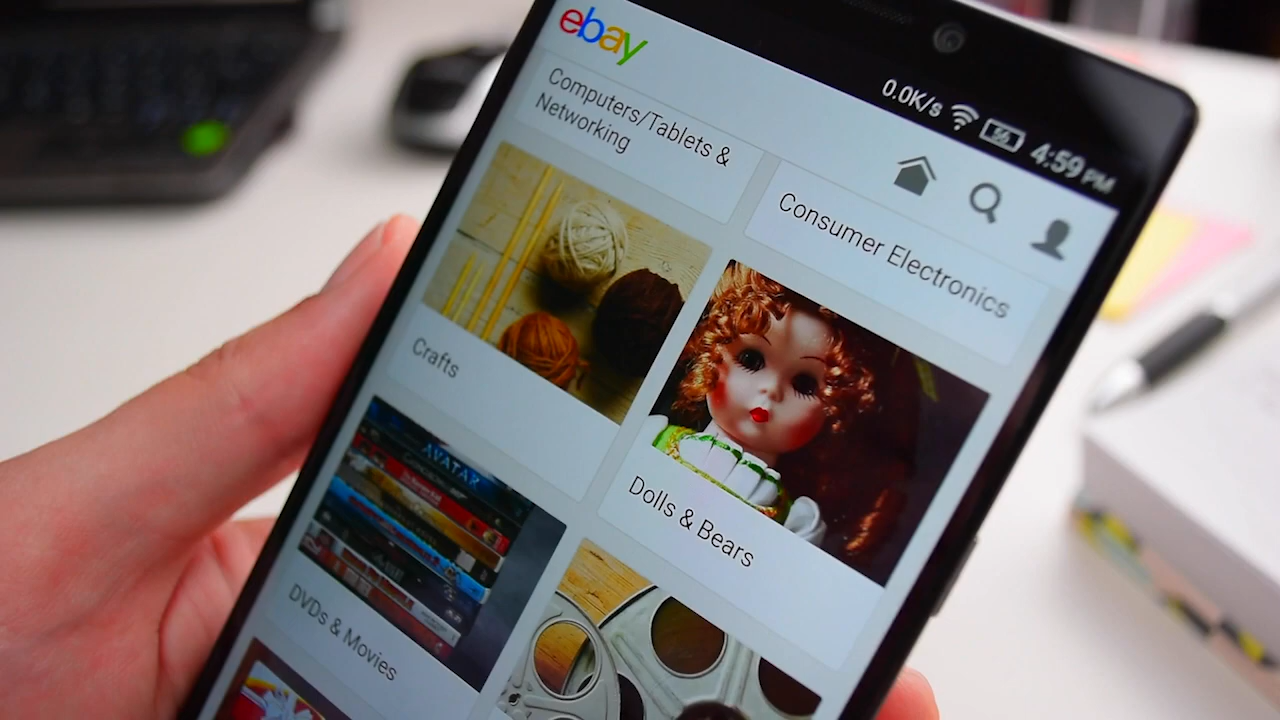 ebay
0.0K/s
4:59 PM
Computers/Tablets &
Networking
Consumer Electronics
Crafts
Dolls & Bears
AVATAR
DVDs & Movies